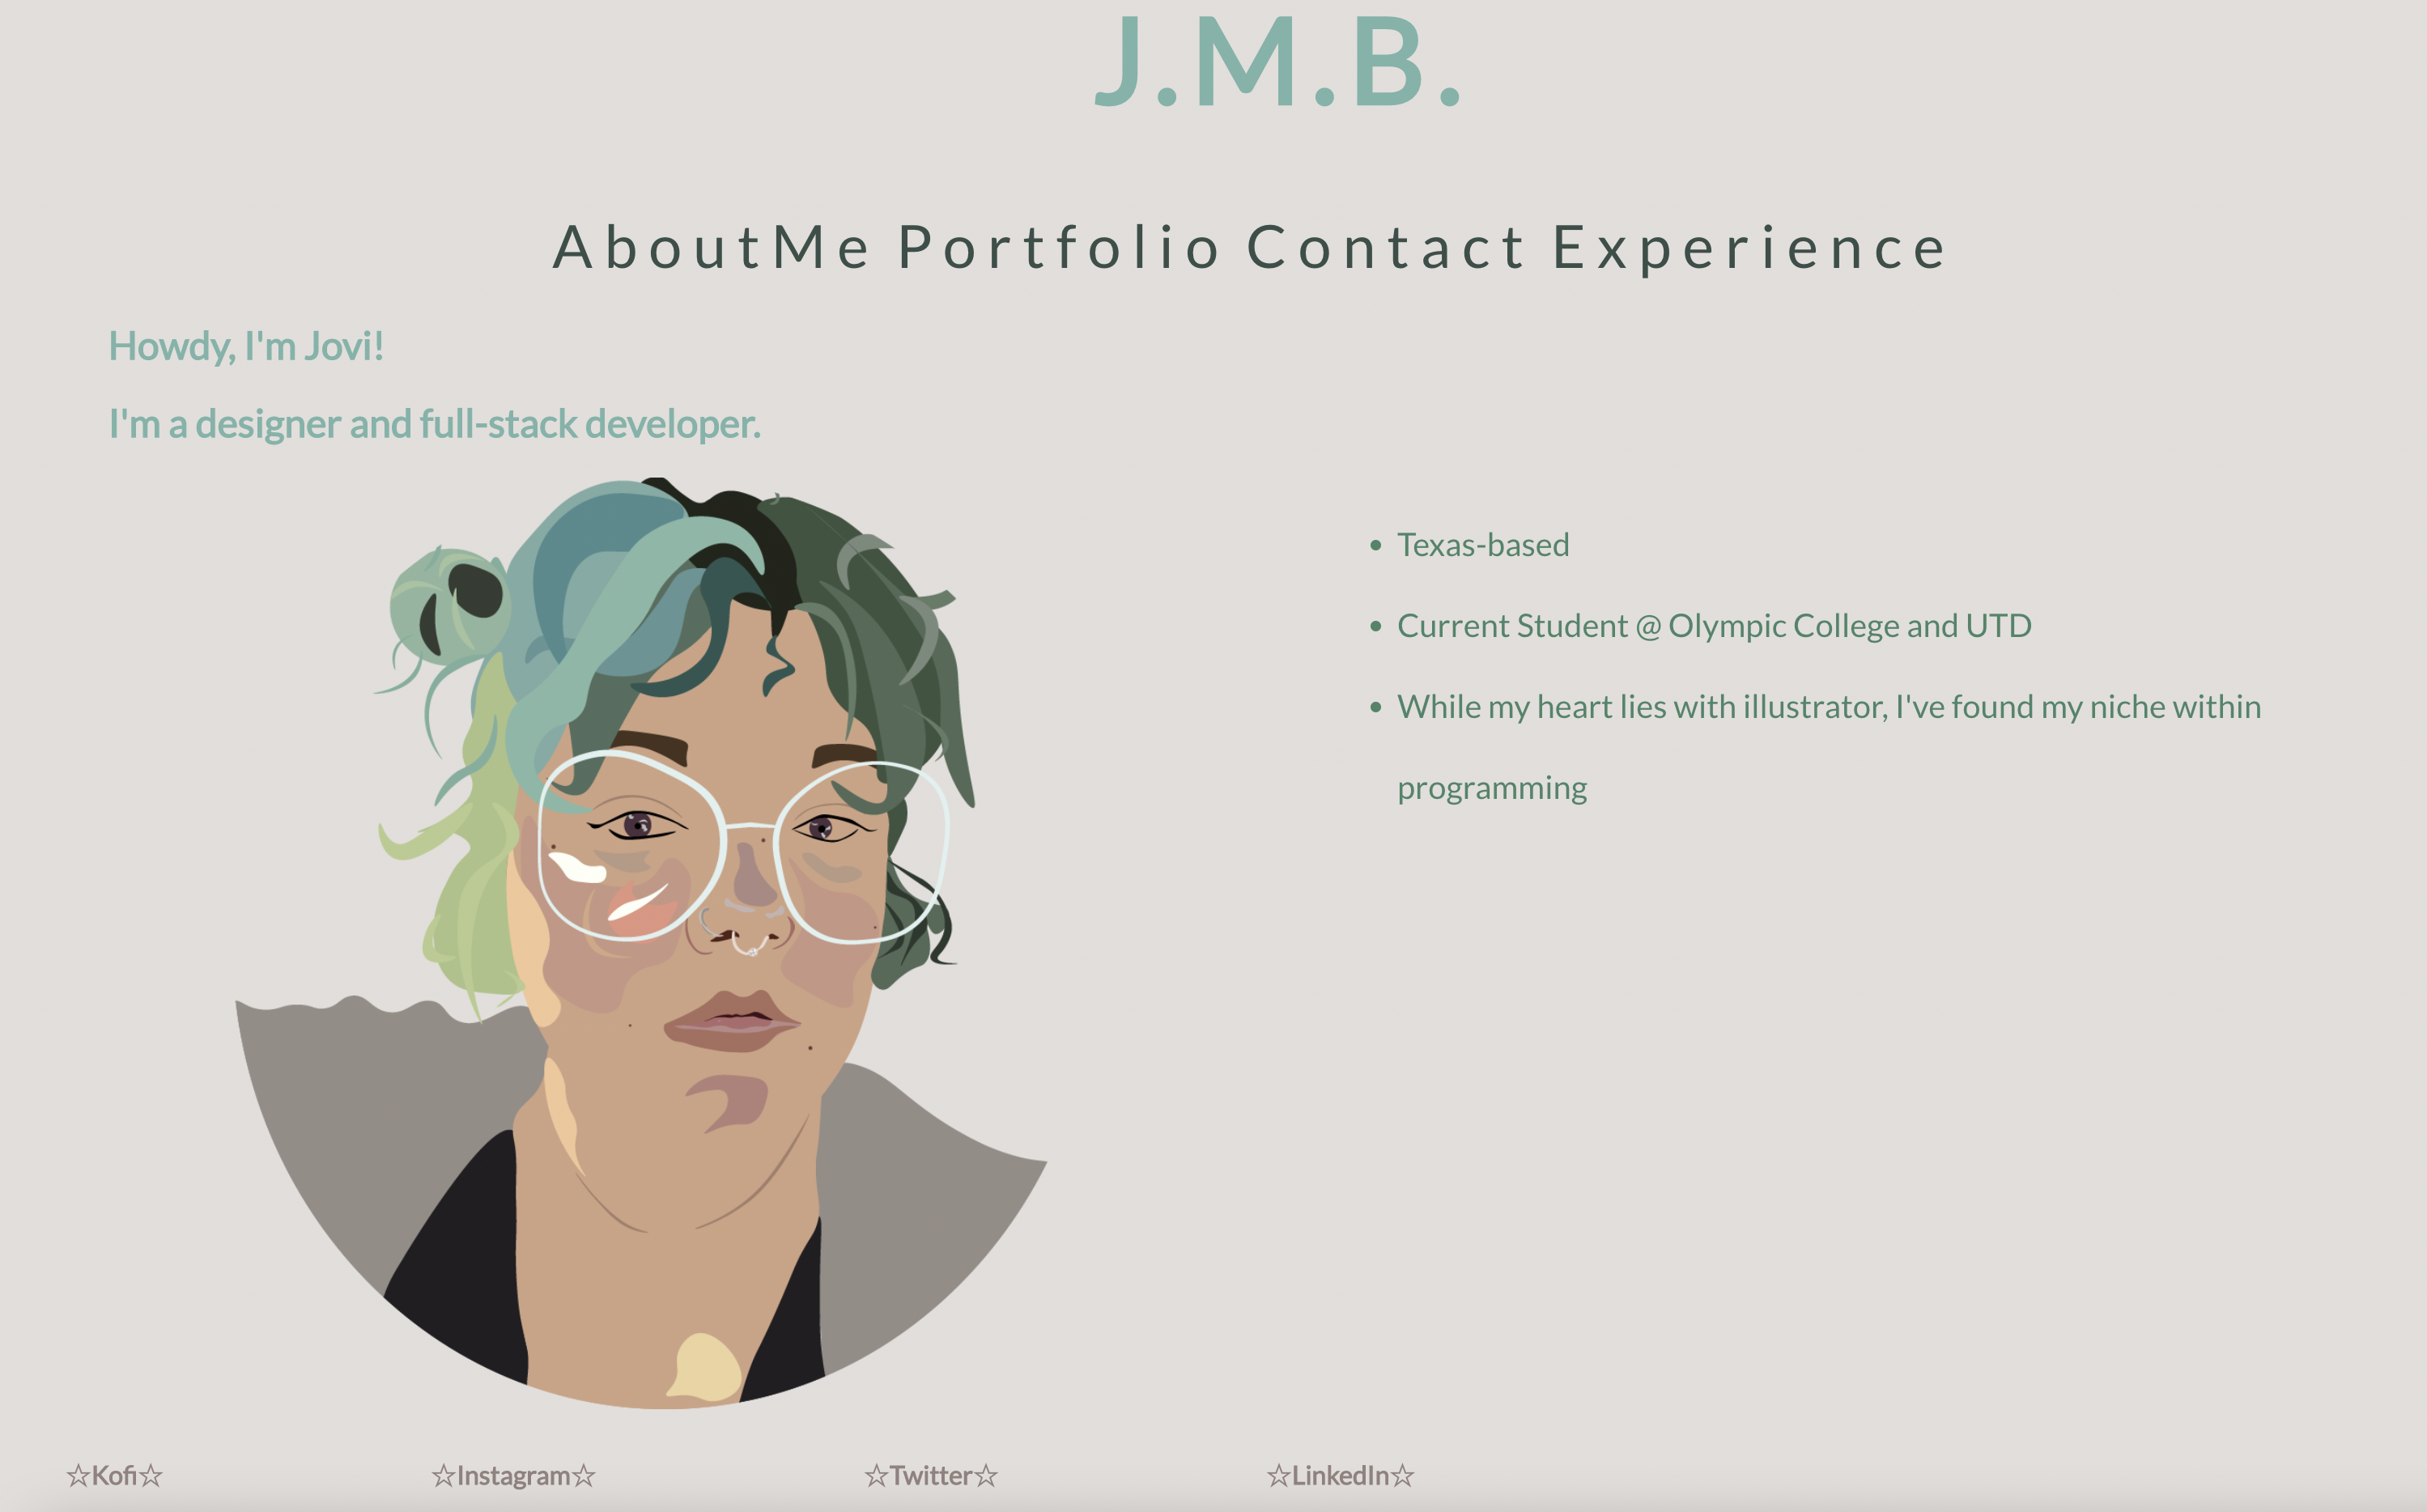 J.M.B.
AboutMe Portfolio Contact Experience
Howdy, I'm Jovi!
I'm a designer and full-stack developer.
• Texas-based
• Current Student @ Olympic College and UTD
• While my heart lies with illustrator, I've found my niche within
programming
☆Kofi☆ ☆Instagram☆ ☆Twitter☆ ☆LinkedIn☆